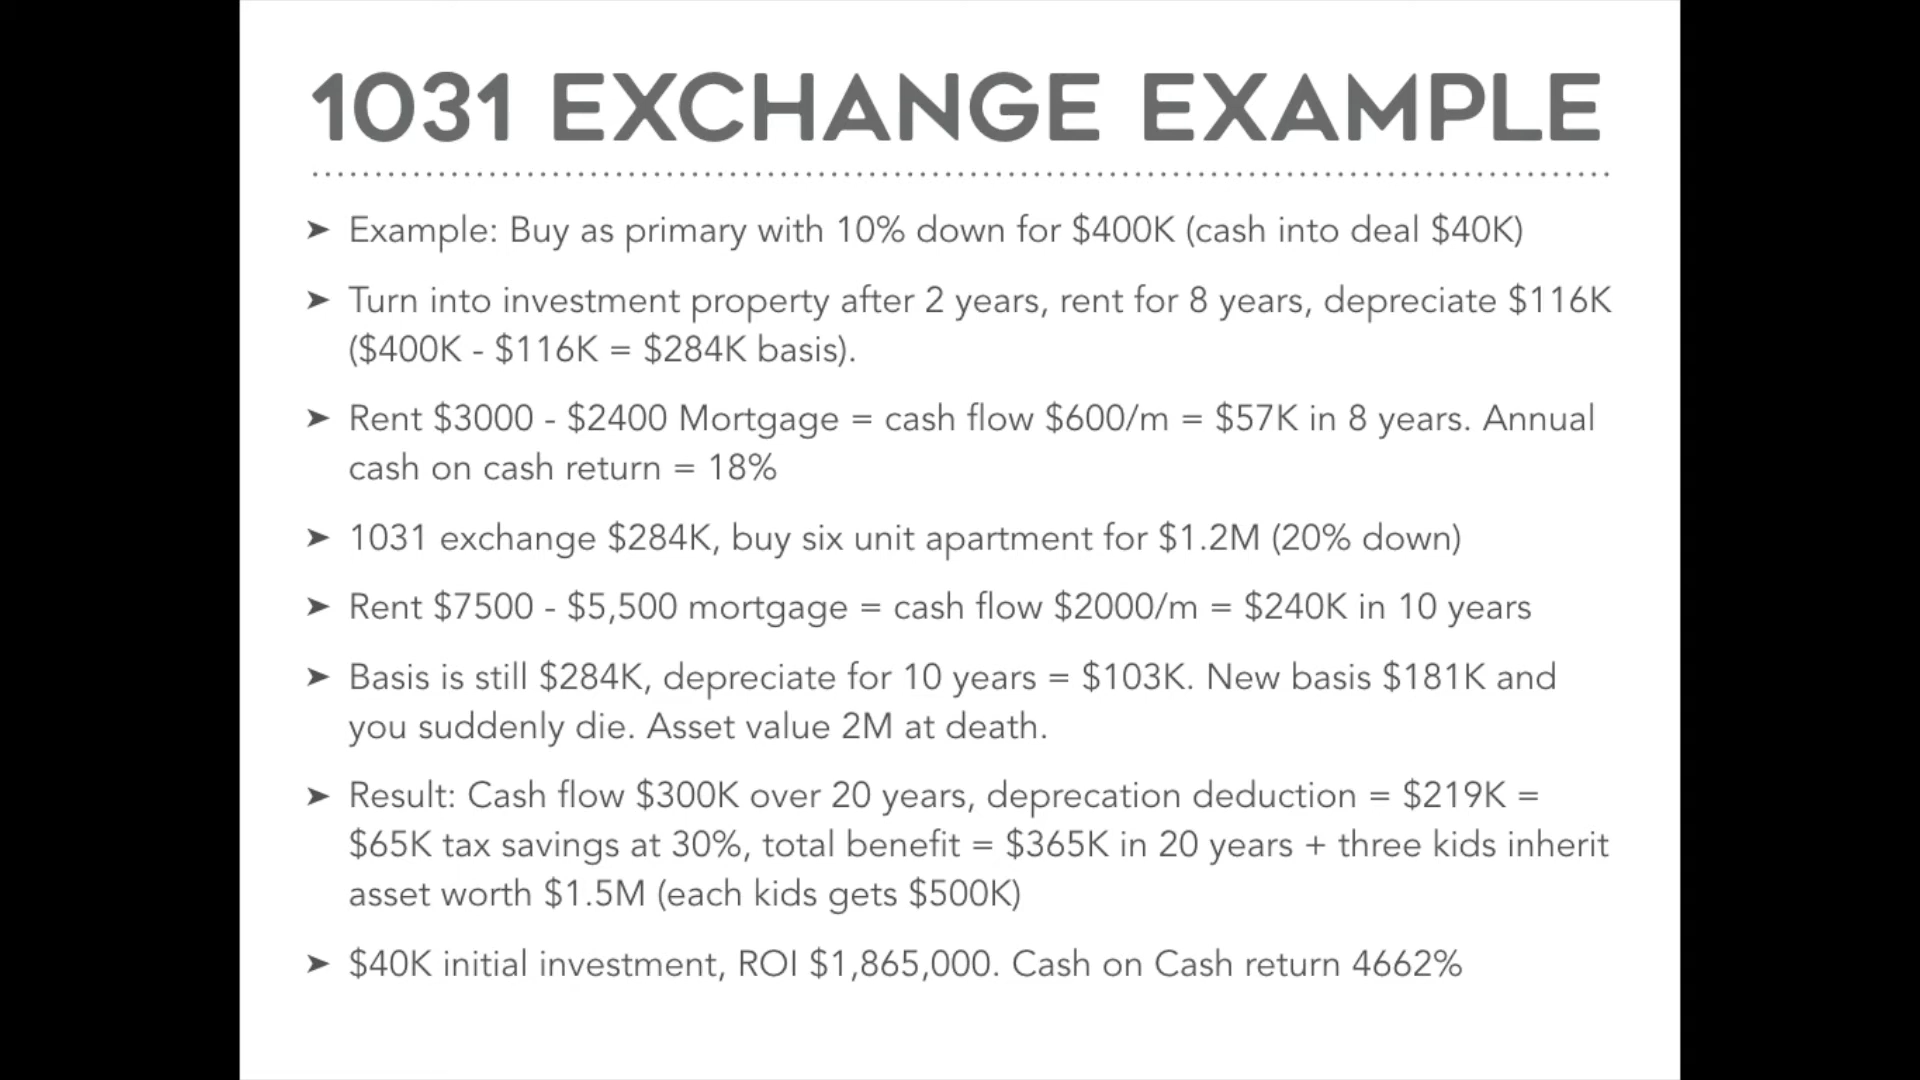 1031 EXCHANGE EXAMPLE
➤ Example: Buy as primary with 10% down for $400K (cash into deal $40K)
➤ Turn into investment property after 2 years, rent for 8 years, depreciate $116K
($400K - $116K = $284K basis).
➤ Rent $3000 - $2400 Mortgage = cash flow $600/m = $57K in 8 years. Annual
cash on cash return = 18%
➤ 1031 exchange $284K, buy six unit apartment for $1.2M (20% down)
➤ Rent $7500 - $5,500 mortgage = cash flow $2000/m = $240K in 10 years
➤ Basis is still $284K, depreciate for 10 years = $103K. New basis $181K and
you suddenly die. Asset value 2M at death.
➤ Result: Cash flow $300K over 20 years, deprecation deduction = $219K =
$65K tax savings at 30%, total benefit = $365K in 20 years + three kids inherit
asset worth $1.5M (each kids gets $500K)
➤ $40K initial investment, ROI $1,865,000. Cash on Cash return 4662%